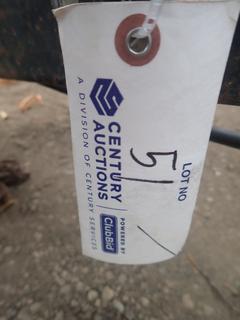 CENTURY
AUCTIONS
A DIVISION OF CENTURY SERVICES
POWERED BY
ClubBid
LOT NO
51